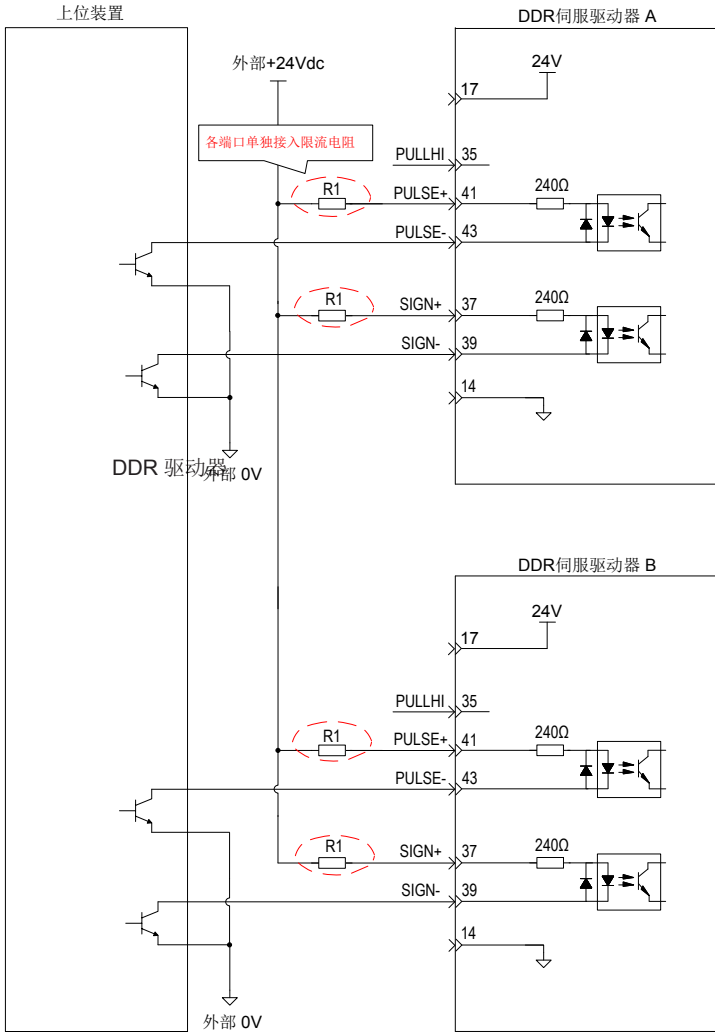 上位装置
DDR伺服驱动器 A
外部+24Vdc
24V
17
各端口单独接入限流电阻
PULLHI
35
R1
PULSE+
41
240Ω
PULSE-
43
R1
SIGN+
37
240Ω
SIGN-
39
14
DDR 驱动器
外部 0V
DDR伺服驱动器 B
24V
17
PULLHI
35
R1
PULSE+
41
240Ω
PULSE-
43
R1
SIGN+
37
240Ω
SIGN-
39
14
外部 0V